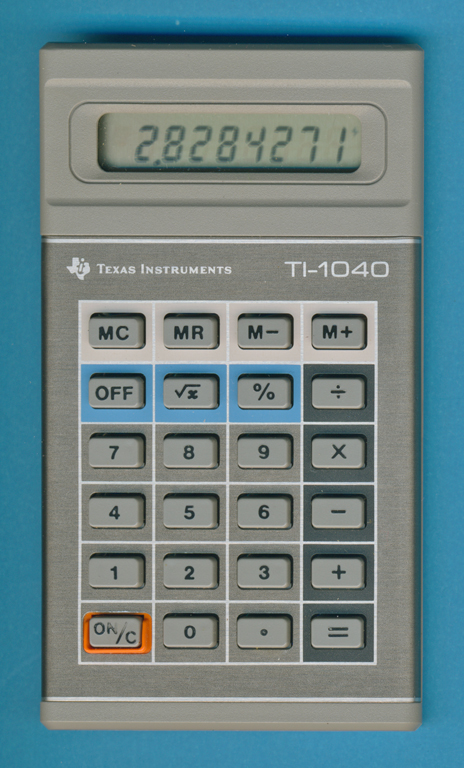 2.8284271
TEXAS INSTRUMENTS TI-1040
MC MR M− M+
OFF √x % ÷
7 8 9 ×
4 5 6 −
1 2 3 +
ON/C 0 . =